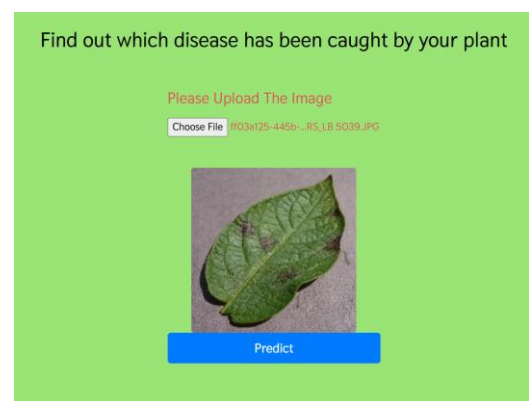 Find out which disease has been caught by your plant
Please Upload The Image
Choose File ff03a125-445b-...RS_LB 5039.JPG
Predict